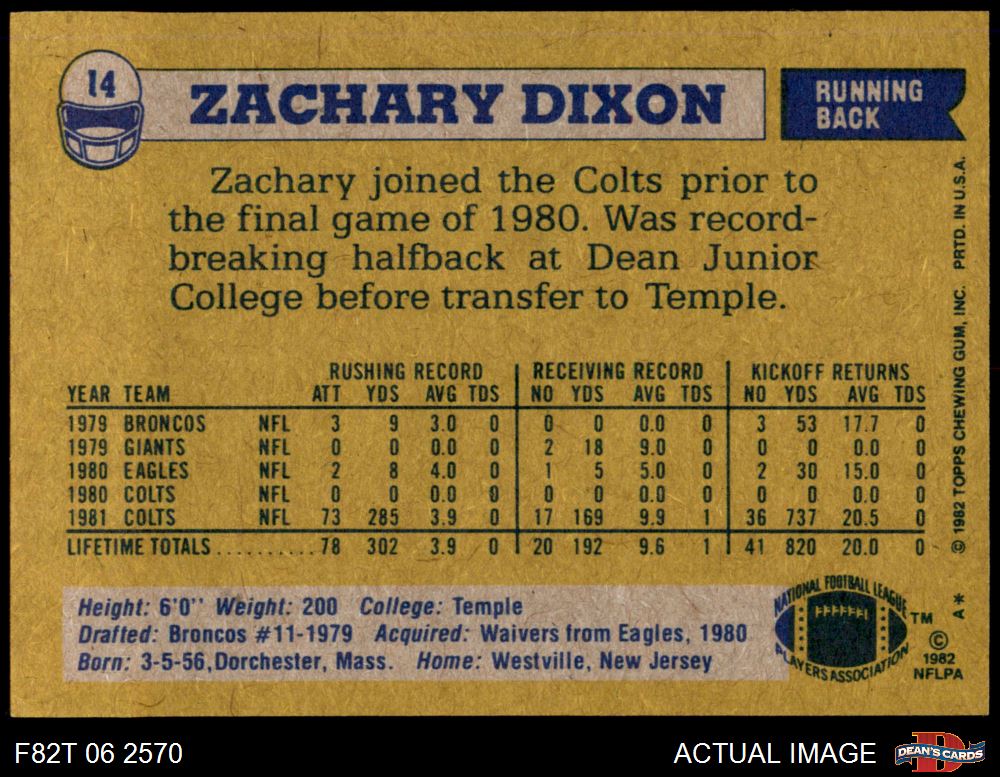 14
ZACHARY DIXON
RUNNING
BACK
Zachary joined the Colts prior to
the final game of 1980. Was record-
breaking halfback at Dean Junior
College before transfer to Temple.
RUSHING RECORD RECEIVING RECORD KICKOFF RETURNS
YEAR TEAM ATT YDS AVG TDS NO YDS AVG TDS NO YDS AVG TDS
1979 BRONCOS NFL 3 9 3.0 0 0 0 0.0 0 3 53 17.7 0
1979 GIANTS NFL 0 0 0.0 0 2 18 9.0 0 0 0 0.0 0
1980 EAGLES NFL 2 8 4.0 0 1 5 5.0 0 2 30 15.0 0
1980 COLTS NFL 0 0 0.0 0 0 0 0.0 0 0 0 0.0 0
1981 COLTS NFL 73 285 3.9 0 17 169 9.9 1 36 737 20.5 0
LIFETIME TOTALS..........78 302 3.9 0 20 192 9.6 1 41 820 20.0 0
Height: 6'0" Weight: 200 College: Temple
Drafted: Broncos #11-1979 Acquired: Waivers from Eagles, 1980
Born: 3-5-56,Dorchester, Mass. Home: Westville, New Jersey
NATIONAL FOOTBALL LEAGUE
PLAYERS ASSOCIATION
TM
©
1982
NFLPA
A*
© 1982 TOPPS CHEWING GUM, INC. PRTD. IN U.S.A.
F82T 06 2570
ACTUAL IMAGE
D
DEAN'S CARDS